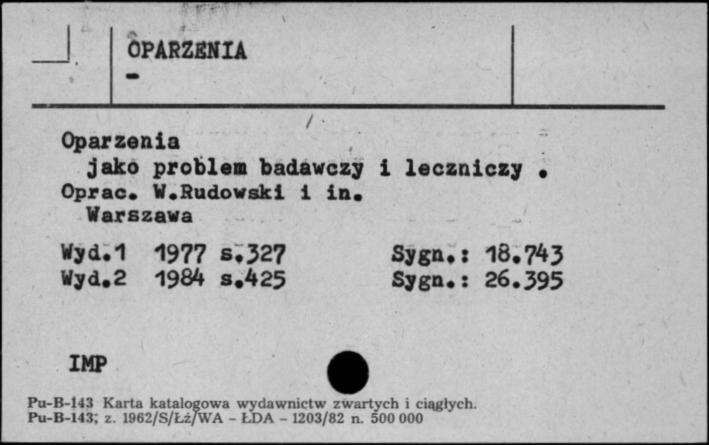 OPARZENIA
-
Oparzenia
jako problem badawczy i leczniczy .
Oprac. W.Rudowski i in.
Warszawa
Wyd.1 1977 s.327 Sygn.: 18.743
Wyd.2 1984 s.425 Sygn.: 26.395
IMP
Pu-B-143 Karta katalogowa wydawnictw zwartych i ciągłych.
Pu-B-143; z. 1962/S/Łż/WA - ŁDA - 1203/82 n. 500 000